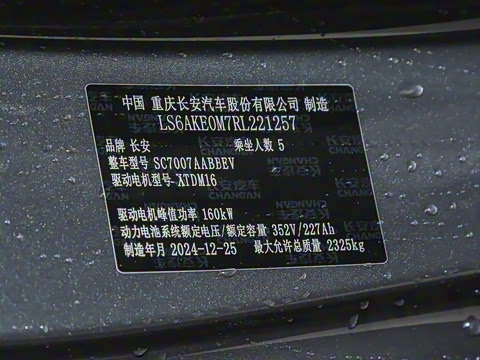 中国 重庆长安汽车股份有限公司 制造
LS6AKE0M7RL221257
品牌 长安 乘坐人数 5
整车型号 SC7007AABBEV
驱动电机型号 XTDM16
驱动电机峰值功率 160kW
动力电池系统额定电压/额定容量 352V/227Ah
制造年月 2024-12-25 最大允许总质量 2325kg